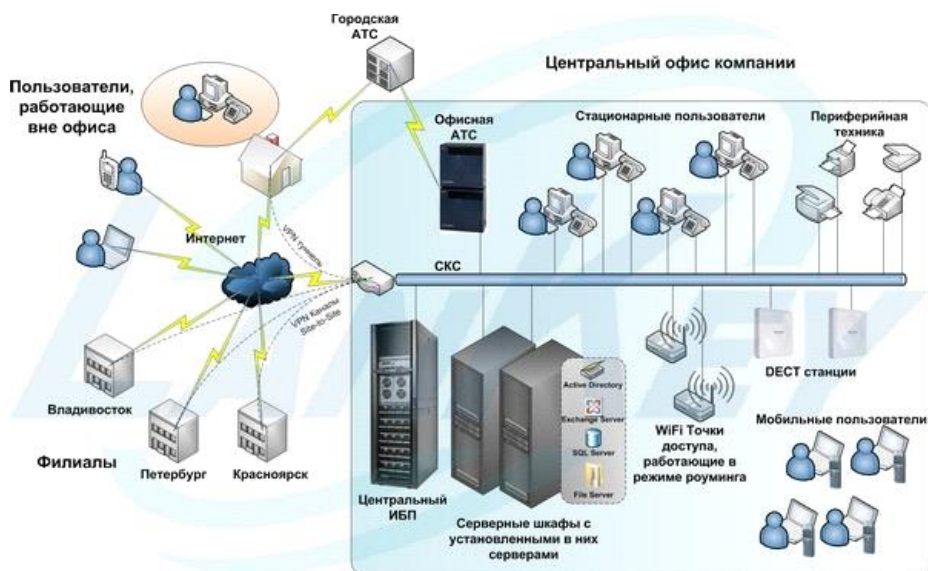 Городская
АТС
Центральный офис компании
Пользователи,
работающие
вне офиса
Офисная
АТС
Стационарные пользователи
Периферийная
техника
Интернет
VPN туннель
СКС
VPN Каналы
Site-to-Site
Владивосток
Филиалы
Петербург
Красноярск
Центральный
ИБП
Серверные шкафы с
установленными в них
серверами
Active Directory
Exchange Server
SQL Server
File Server
WiFi Точки
доступа,
работающие в
режиме роуминга
DECT станции
Мобильные пользователи